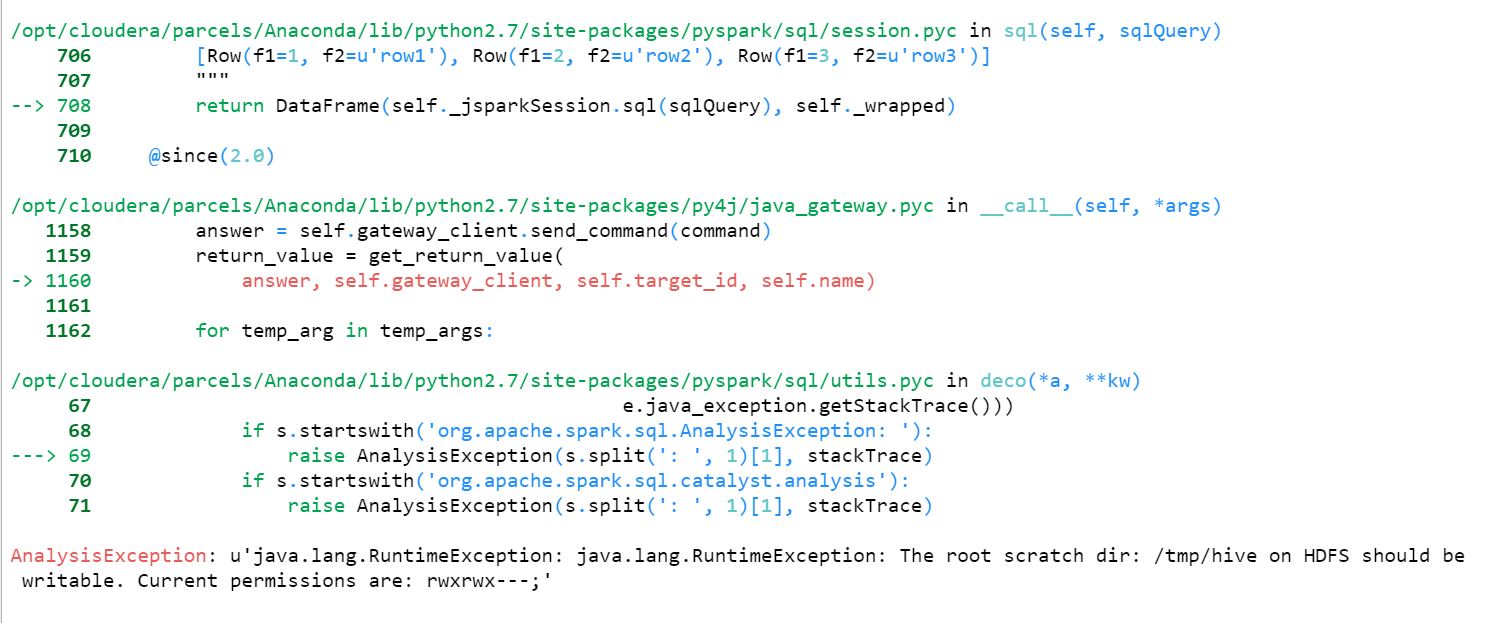 /opt/cloudera/parcels/Anaconda/lib/python2.7/site-packages/pyspark/sql/session.pyc in sql(self, sqlQuery)
    706         [Row(f1=1, f2=u'row1'), Row(f1=2, f2=u'row2'), Row(f1=3, f2=u'row3')]
    707         """
--> 708         return DataFrame(self._jsparkSession.sql(sqlQuery), self._wrapped)
    709
    710     @since(2.0)
/opt/cloudera/parcels/Anaconda/lib/python2.7/site-packages/py4j/java_gateway.pyc in __call__(self, *args)
   1158         answer = self.gateway_client.send_command(command)
   1159         return_value = get_return_value(
-> 1160             answer, self.gateway_client, self.target_id, self.name)
   1161
   1162         for temp_arg in temp_args:
/opt/cloudera/parcels/Anaconda/lib/python2.7/site-packages/pyspark/sql/utils.pyc in deco(*a, **kw)
     67                                              e.java_exception.getStackTrace()))
     68             if s.startswith('org.apache.spark.sql.AnalysisException: '):
---> 69                 raise AnalysisException(s.split(': ', 1)[1], stackTrace)
     70             if s.startswith('org.apache.spark.sql.catalyst.analysis'):
     71                 raise AnalysisException(s.split(': ', 1)[1], stackTrace)
AnalysisException: u'java.lang.RuntimeException: java.lang.RuntimeException: The root scratch dir: /tmp/hive on HDFS should be
 writable. Current permissions are: rwxrwx---;'